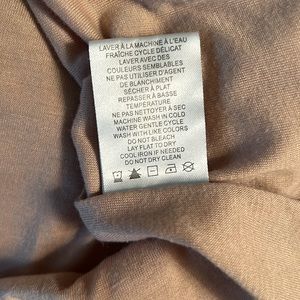 LAVER À LA MACHINE À L'EAU
FRAÎCHE CYCLE DÉLICAT
LAVER AVEC DES
COULEURS SEMBLABLES
NE PAS UTILISER D'AGENT
DE BLANCHIMENT
SÉCHER À PLAT
REPASSER À BASSE
TEMPERATURE
NE PAS NETTOYER À SEC
MACHINE WASH IN COLD
WATER GENTLE CYCLE
WASH WITH LIKE COLORS
DO NOT BLEACH
LAY FLAT TO DRY
COOL IRON IF NEEDED
DO NOT DRY CLEAN